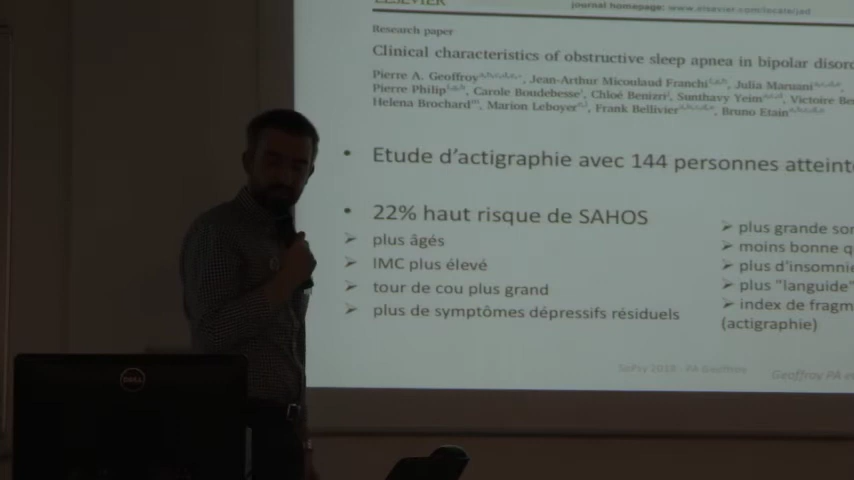 ELSEVIER
journal homepage: www.elsevier.com/locate/jad
Research paper
Clinical characteristics of obstructive sleep apnea in bipolar disor
Pierre A. Geoffroy, Jean-Arthur Micoulaud Franchi, Julia Maruani,
Pierre Philip, Carole Boudebesse, Chloé Benizri, Sunthavy Yeim, Victoire Be
Helena Brochard, Marion Leboyer, Frank Bellivier, Bruno Etain
• Etude d'actigraphie avec 144 personnes atteint
• 22% haut risque de SAHOS
➢ plus âgés
➢ IMC plus élevé
➢ tour de cou plus grand
➢ plus de symptômes dépressifs résiduels
➢ plus grande so
➢ moins bonne q
➢ plus d'insomni
➢ plus "languide"
➢ index de fragm
(actigraphie)
PA Geoffroy
Geoffroy PA e
DELL